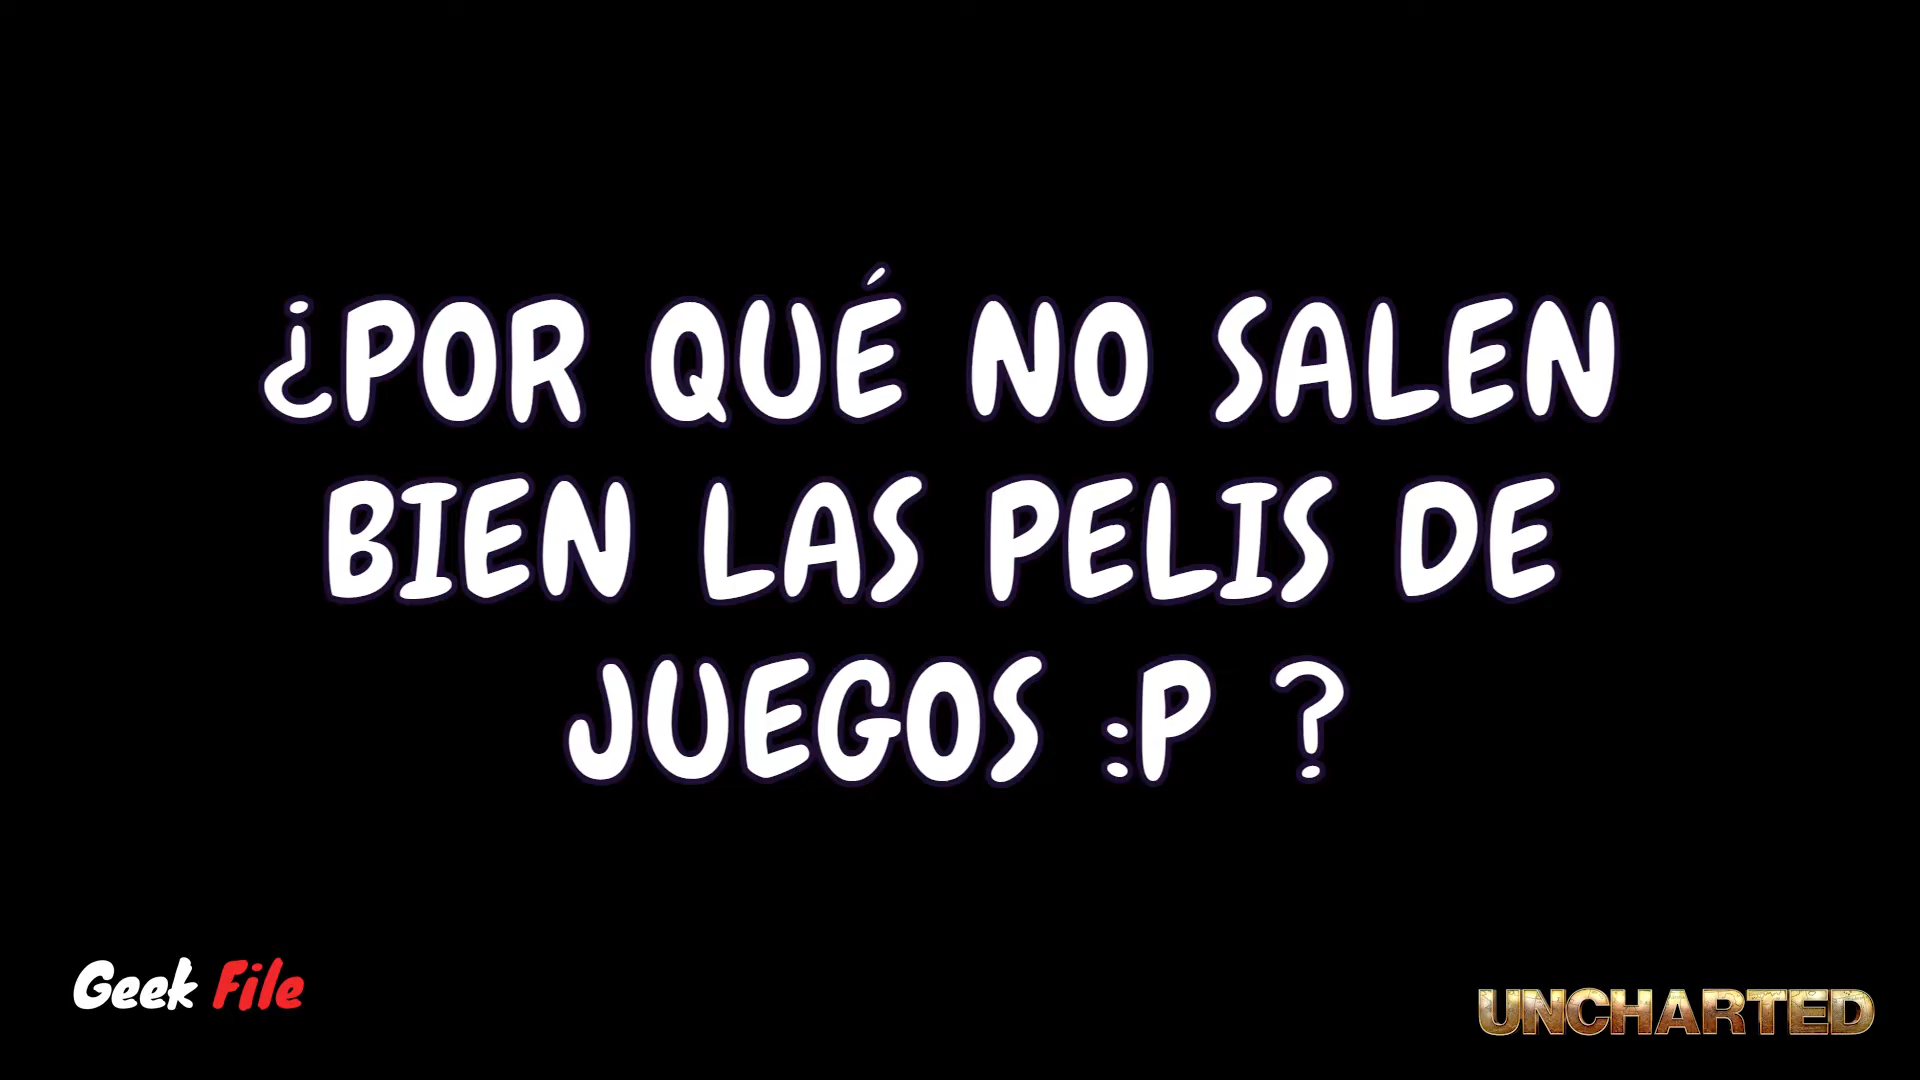 ¿POR QUÉ NO SALEN
BIEN LAS PELIS DE
JUEGOS :P ?
Geek File
UNCHARTED